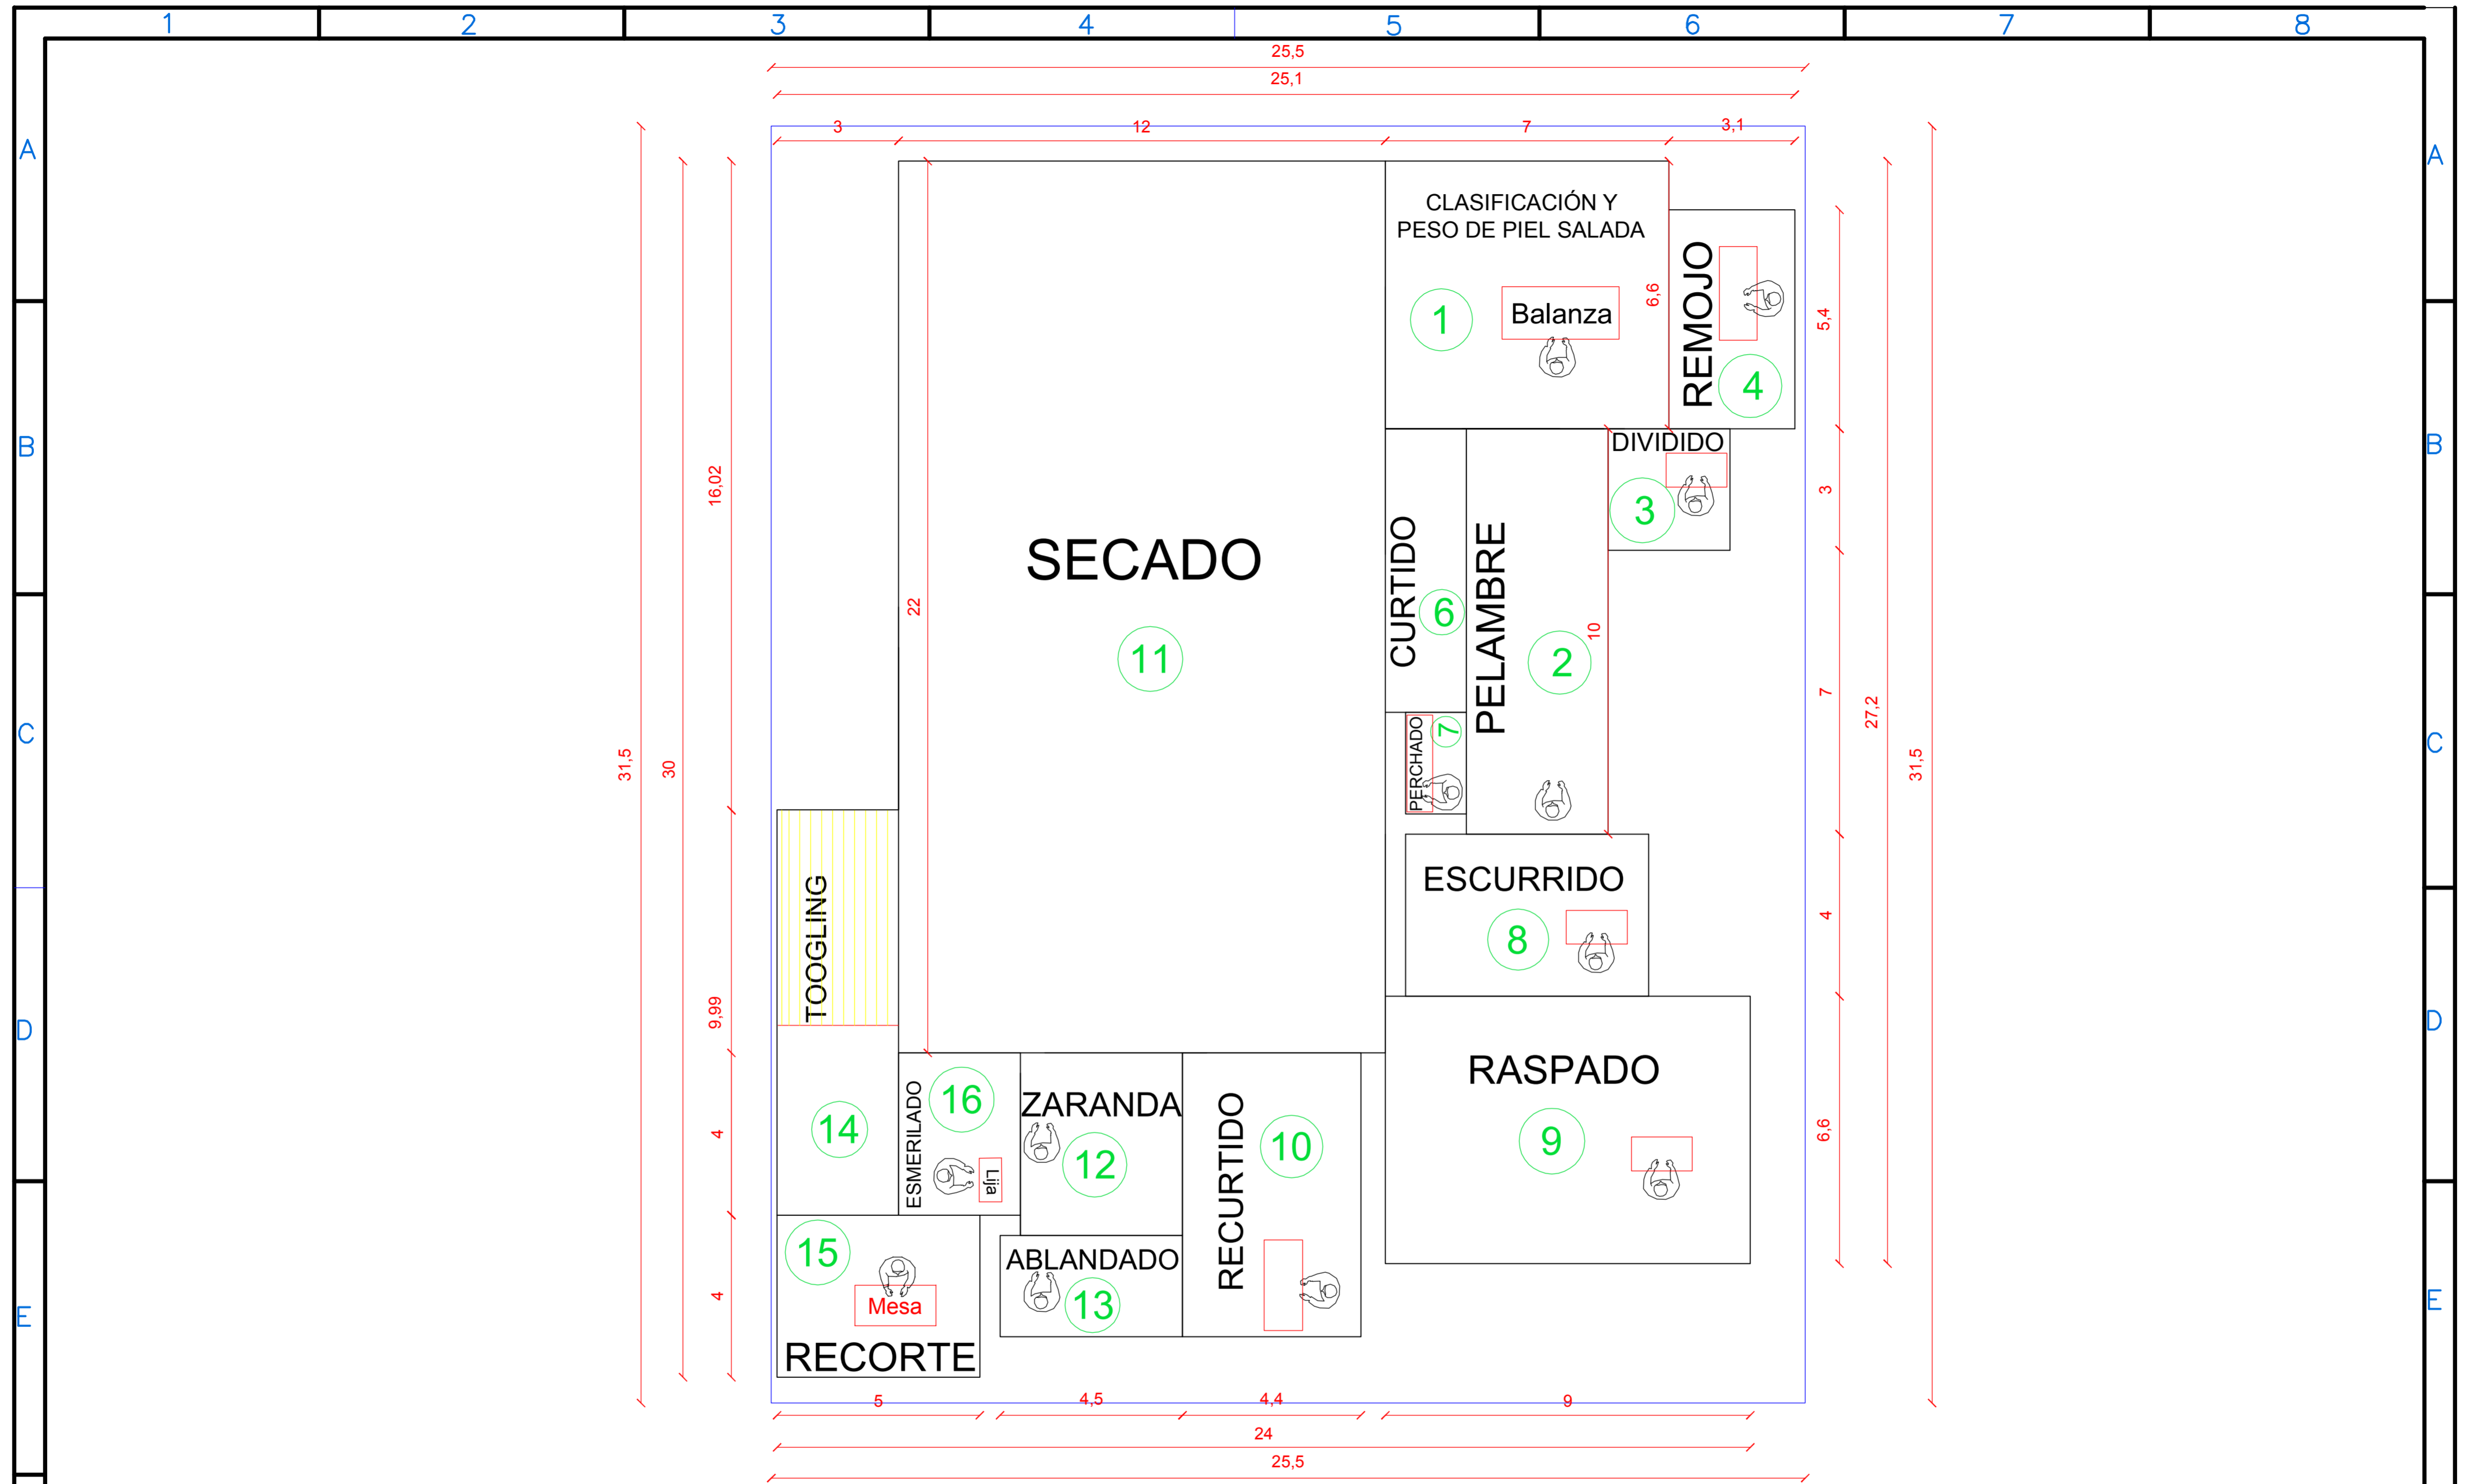 1 2 3 4 5 6 7 8
25,5
25,1
3 12 7 3,1
A A
CLASIFICACIÓN Y
PESO DE PIEL SALADA
REMOJO
6,6
Balanza
1
4
5,4
B B
DIVIDIDO
3
3
16,02
SECADO
11
22
CURTIDO
6
PELAMBRE
2
10
7
27,2
31,5
31,5
30
C C
PERCHADO
7
ESCURRIDO
8
4
TOOGLING
9,99
D D
RASPADO
9
6,6
14
4
ESMERILADO
16
Lija
ZARANDA
12
RECURTIDO
10
15
Mesa
RECORTE
4
ABLANDADO
13
E E
5 4,5 4,4 9
24
25,5